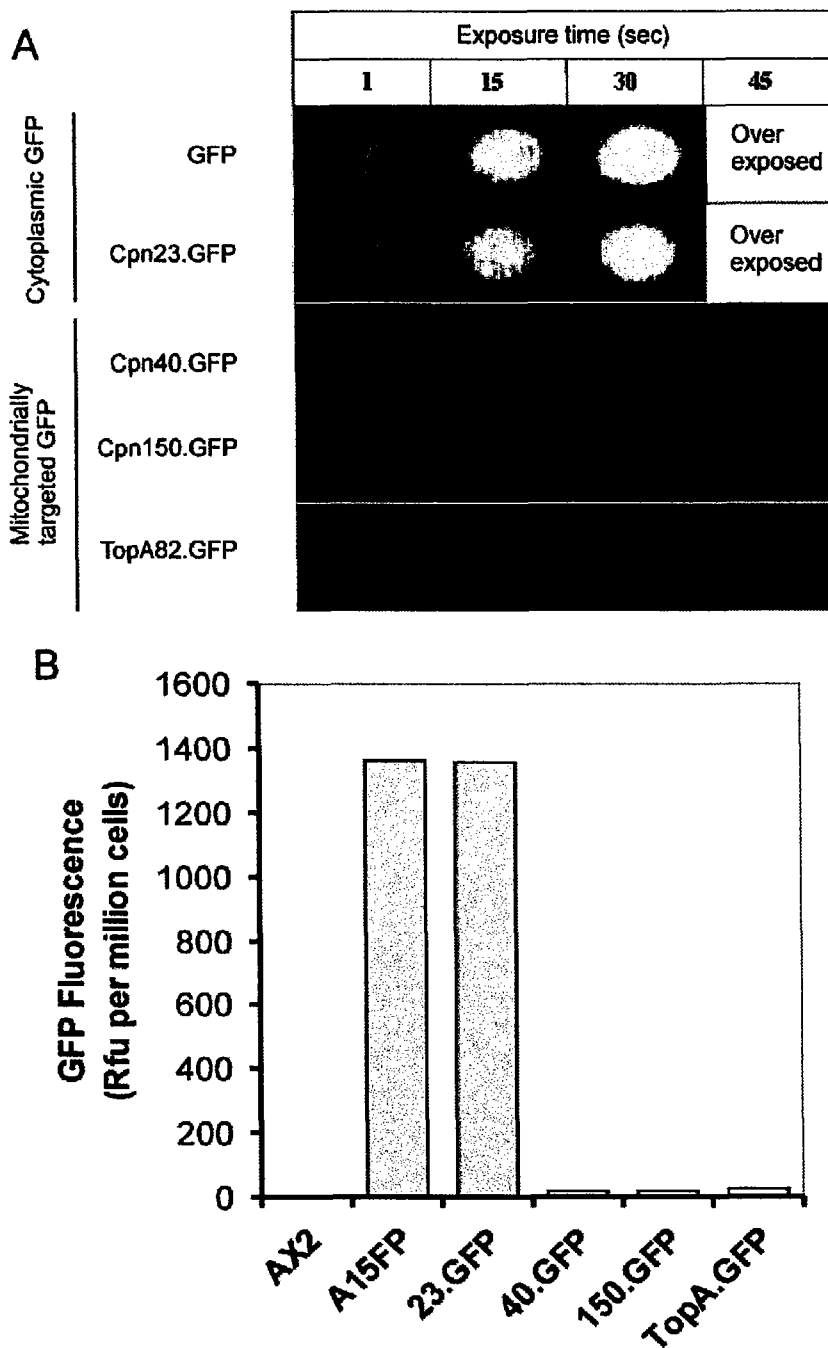 A
Exposure time (sec)
1 15 30 45
Cytoplasmic GFP
GFP
Over
exposed
Cpn23.GFP
Over
exposed
Mitochondrially
targeted GFP
Cpn40.GFP
Cpn150.GFP
TopA82.GFP
B
GFP Fluorescence
(Rfu per million cells)
1600
1400
1200
1000
800
600
400
200
0
AX2
A15FP
23.GFP
40.GFP
150.GFP
TopA.GFP